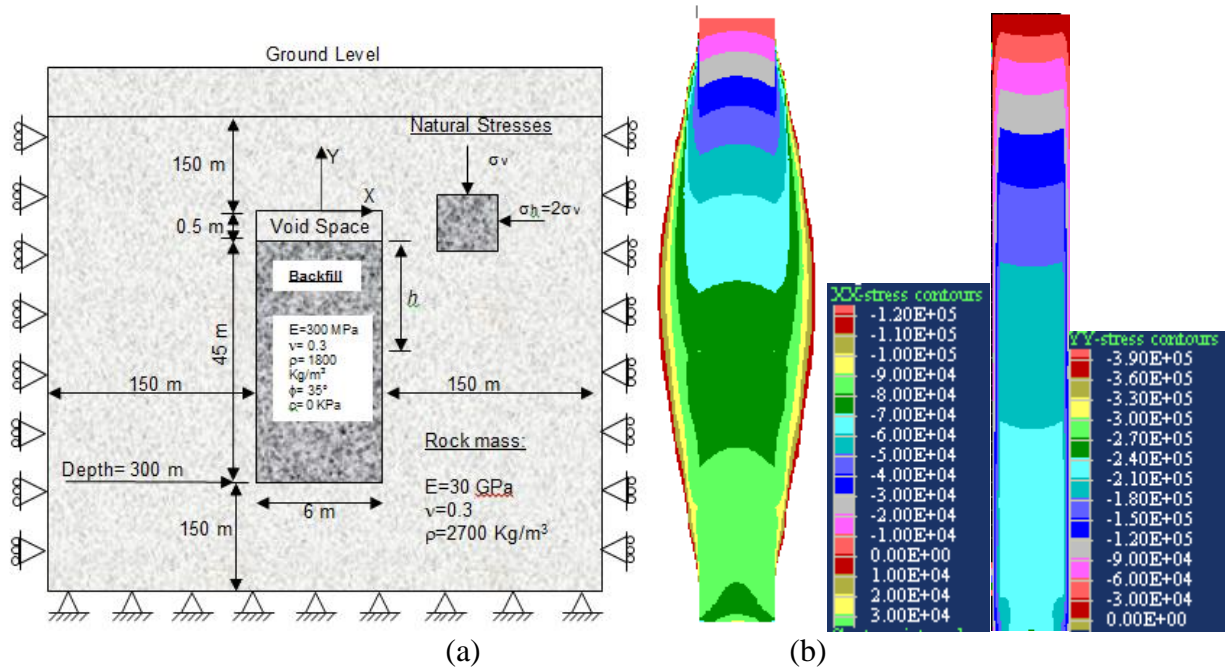 Ground Level
Natural Stresses
σv
σh=2σv
150 m
Y
X
0.5 m
Void Space
Backfill
h
45 m
E=300 MPa
ν= 0.3
ρ= 1800
Kg/m³
ϕ= 35°
150 m
150 m
Rock mass:
Depth= 300 m
E=30 GPa
ν=0.3
ρ=2700 Kg/m³
6 m
150 m
XX-stress contours
-1.20E+05
-1.10E+05
-1.00E+05
-9.00E+04
-8.00E+04
-7.00E+04
-6.00E+04
-5.00E+04
-4.00E+04
-3.00E+04
-2.00E+04
-1.00E+04
0.00E+00
1.00E+04
2.00E+04
3.00E+04
YY-stress contours
-3.90E+05
-3.60E+05
-3.30E+05
-3.00E+05
-2.70E+05
-2.40E+05
-2.10E+05
-1.80E+05
-1.50E+05
-1.20E+05
-9.00E+04
-6.00E+04
-3.00E+04
0.00E+00
(a)
(b)